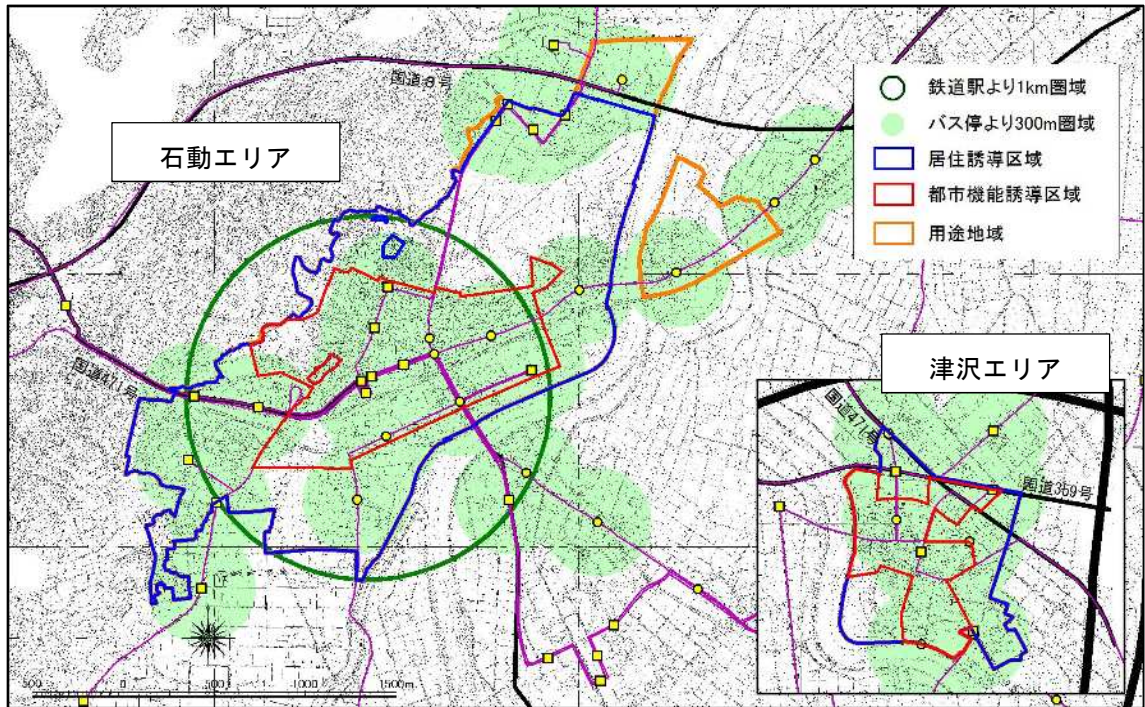 国道8号
石動エリア
鉄道駅より1km圏域
バス停より300m圏域
居住誘導区域
都市機能誘導区域
用途地域
国道471号
津沢エリア
国道471号
国道359号
500
0
500
1000
1500m